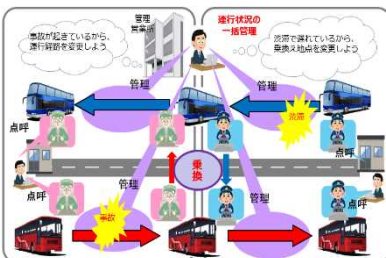 管理
営業所
運行状況の
一括管理
事故が起きているから、
運行経路を変更しよう
渋滞で遅れているから、
乗換え地点を変更しよう
管理
管理
渋滞
点呼
点呼
乗換
点呼
点呼
管理
管理
事故